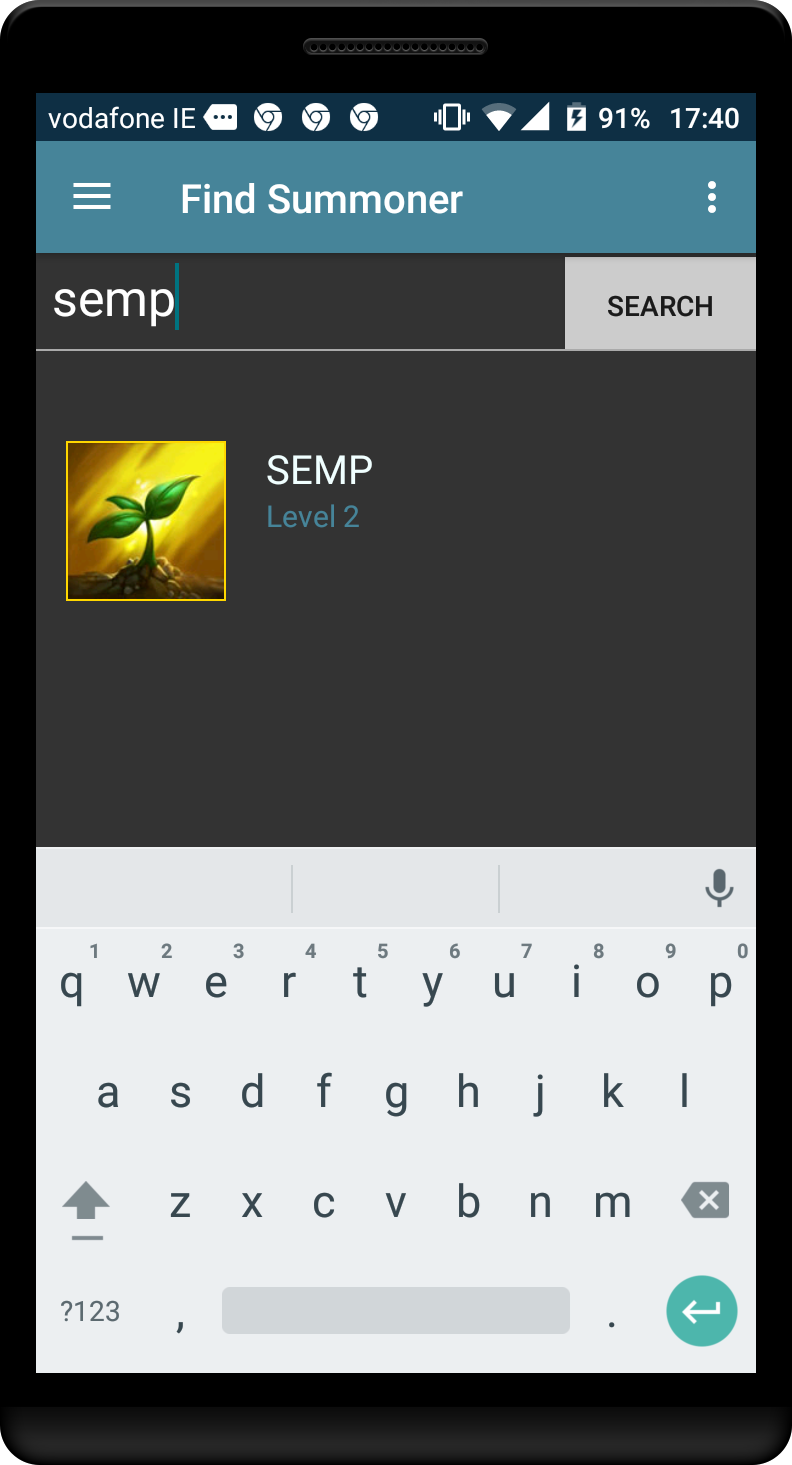 vodafone IE 91% 17:40
Find Summoner
semp SEARCH
SEMP
Level 2
1 2 3 4 5 6 7 8 9 0
q w e r t y u i o p
a s d f g h j k l
z x c v b n m
?123 , .